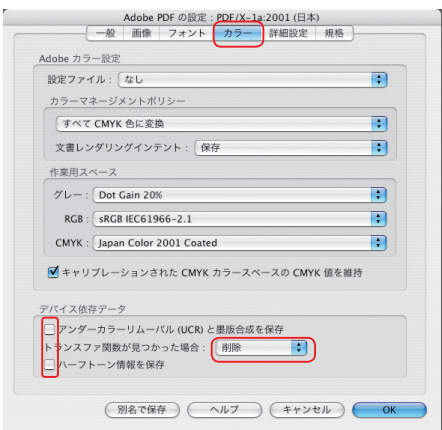 Adobe PDF の設定 : PDF/X-1a:2001 (日本)
一般 画像 フォント カラー 詳細設定 規格
Adobe カラー設定
設定ファイル : なし
カラーマネージメントポリシー
すべて CMYK 色に変換
文書レンダリングインテント : 保存
作業用スペース
グレー : Dot Gain 20%
RGB : sRGB IEC61966-2.1
CMYK : Japan Color 2001 Coated
キャリブレーションされた CMYK カラースペースの CMYK 値を維持
デバイス依存データ
アンダーカラーリムーバル (UCR) と墨版合成を保存
トランスファ関数が見つかった場合 : 削除
ハーフトーン情報を保存
別名で保存 ヘルプ キャンセル OK